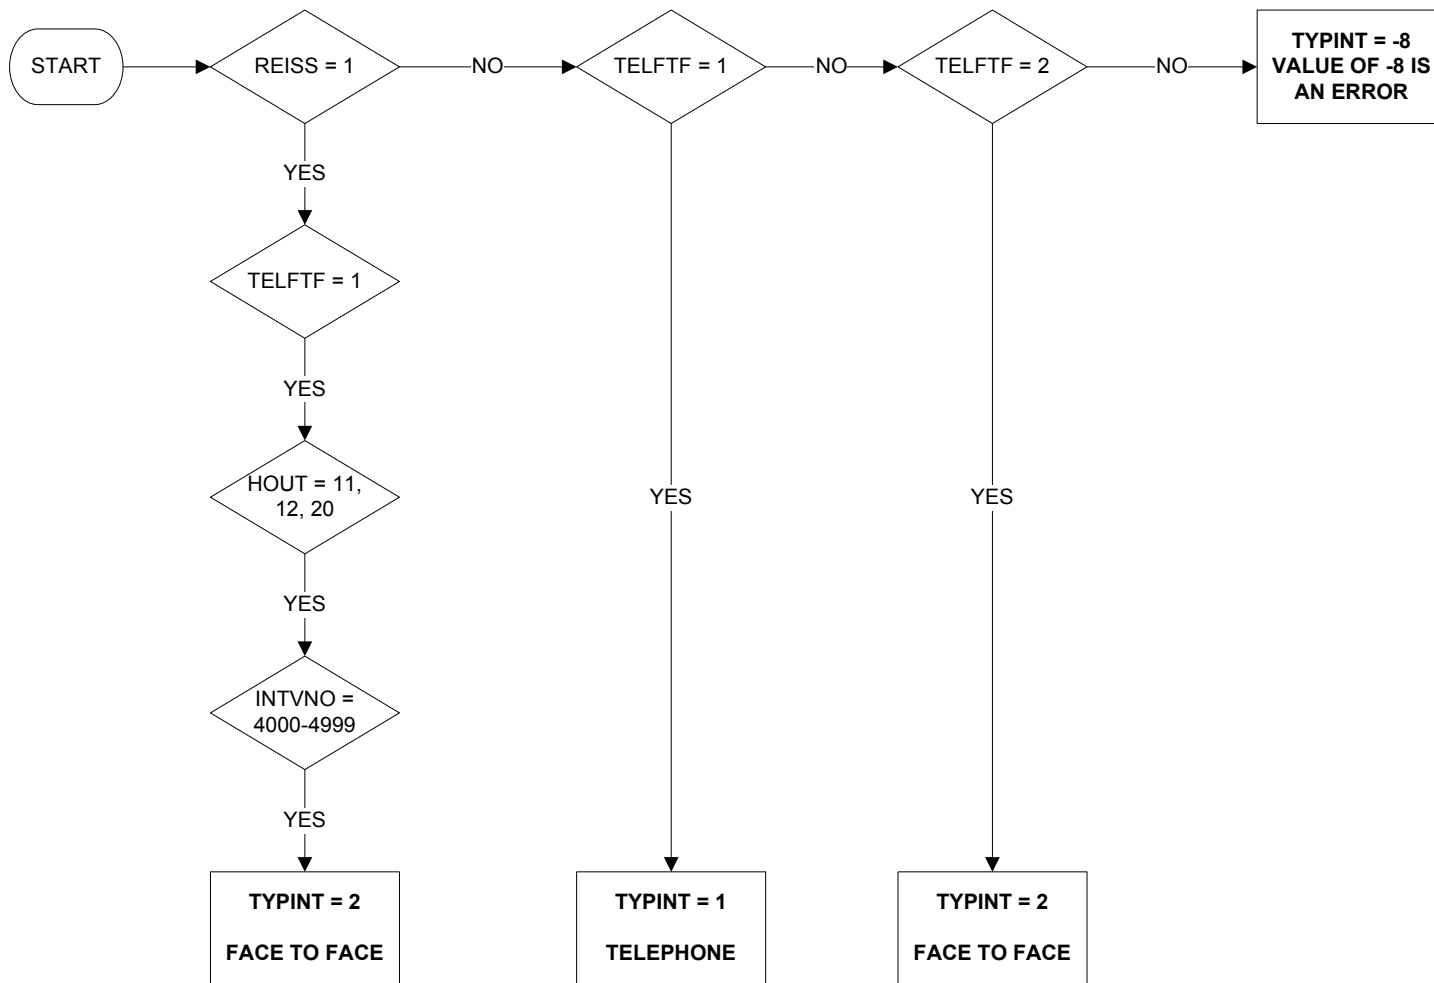 START
REISS = 1
NO
TELFTF = 1
NO
TELFTF = 2
NO
TYPINT = -8
VALUE OF -8 IS
AN ERROR
YES
TELFTF = 1
YES
HOUT = 11,
12, 20
YES
YES
YES
INTVNO =
4000-4999
YES
TYPINT = 2
FACE TO FACE
TYPINT = 1
TELEPHONE
TYPINT = 2
FACE TO FACE